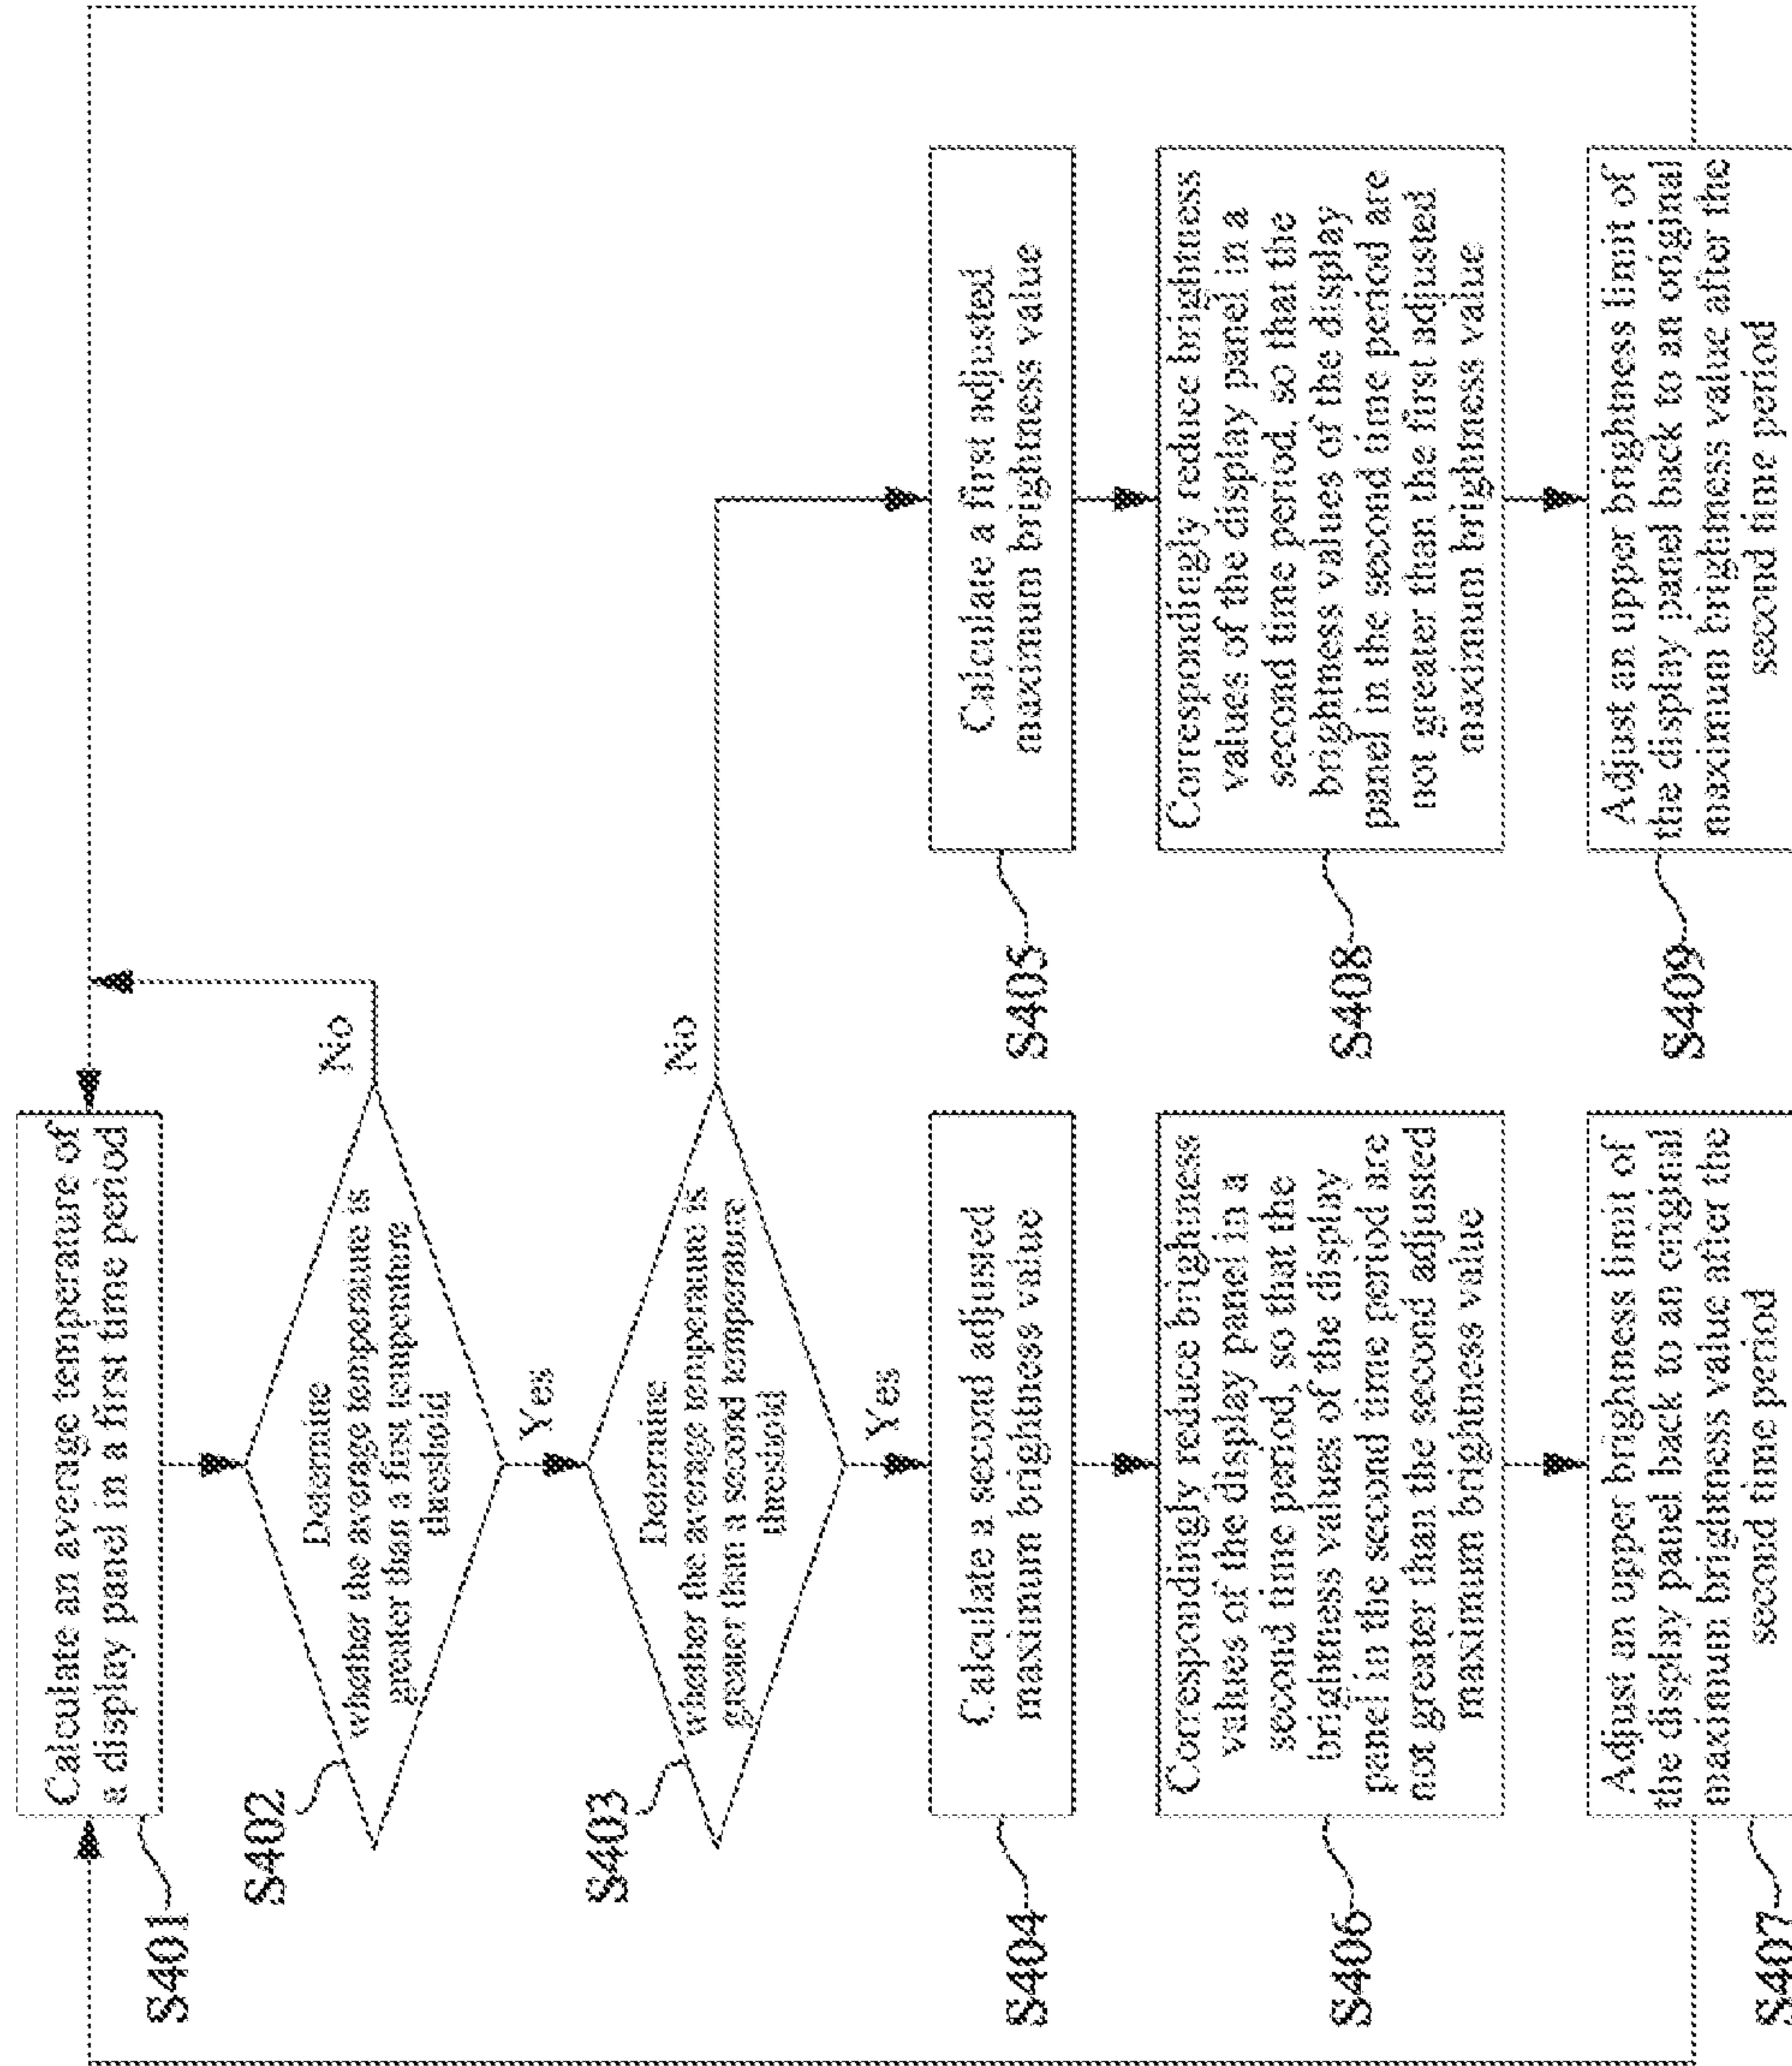 S401
Calculate an average temperature of
a display panel in a first time period
S402
Determine
whether the average temperature is
greater than a first temperature
threshold
No
Yes
S403
Determine
whether the average temperature is
greater than a second temperature
threshold
No
Yes
S404
Calculate a second adjusted
maximum brightness value
S405
Calculate a first adjusted
maximum brightness value
S406
Correspondingly reduce brightness
values of the display panel in a
second time period, so that the
brightness values of the display
panel in the second time period are
not greater than the second adjusted
maximum brightness value
S408
Correspondingly reduce brightness
values of the display panel in a
second time period, so that the
brightness values of the display
panel in the second time period are
not greater than the first adjusted
maximum brightness value
S407
Adjust an upper brightness limit of
the display panel back to an original
maximum brightness value after the
second time period
S409
Adjust an upper brightness limit of
the display panel back to an original
maximum brightness value after the
second time period